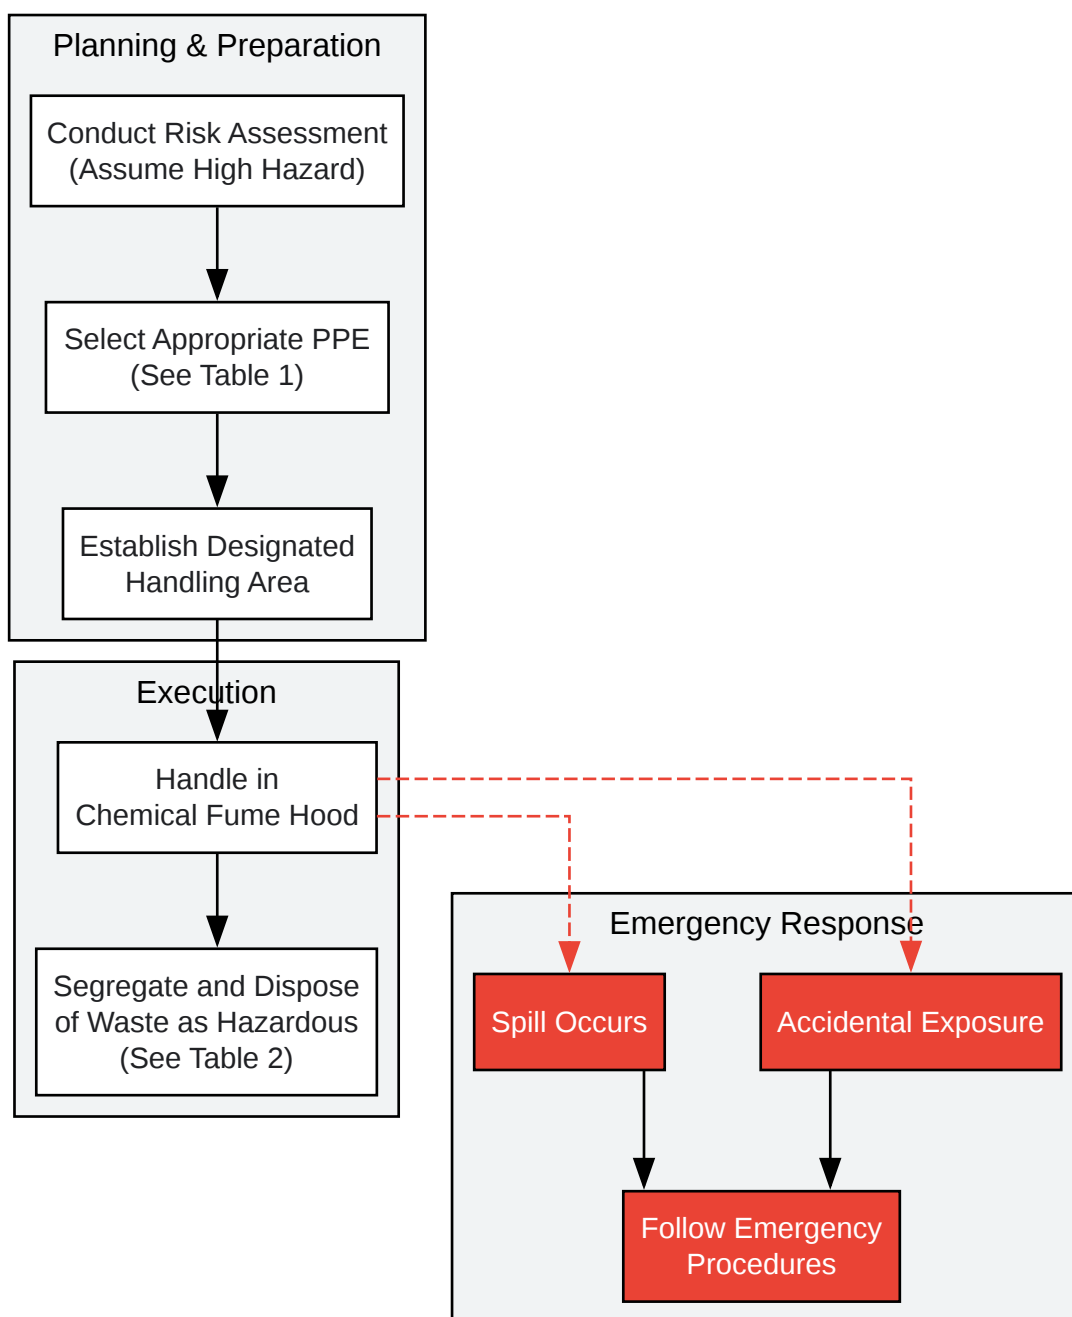 Planning & Preparation
Conduct Risk Assessment
(Assume High Hazard)
Select Appropriate PPE
(See Table 1)
Establish Designated
Handling Area
Execution
Handle in
Chemical Fume Hood
Segregate and Dispose
of Waste as Hazardous
(See Table 2)
Emergency Response
Spill Occurs
Accidental Exposure
Follow Emergency
Procedures